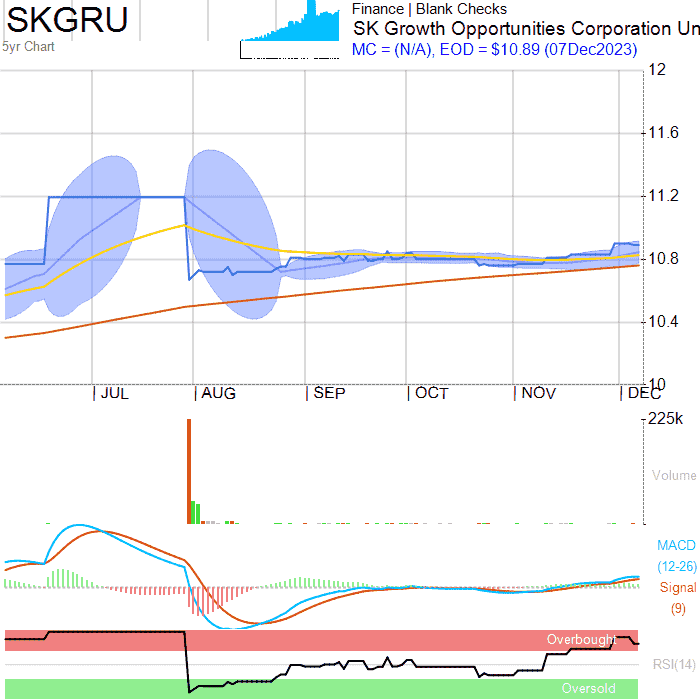 SKGRU
5yr Chart
Finance | Blank Checks
SK Growth Opportunities Corporation Un
MC = (N/A), EOD = $10.89 (07Dec2023)
12
11.6
11.2
10.8
10.4
10
JUL AUG SEP OCT NOV DEC
225k
Volume
MACD
(12-26)
Signal
(9)
Overbought
RSI(14)
Oversold